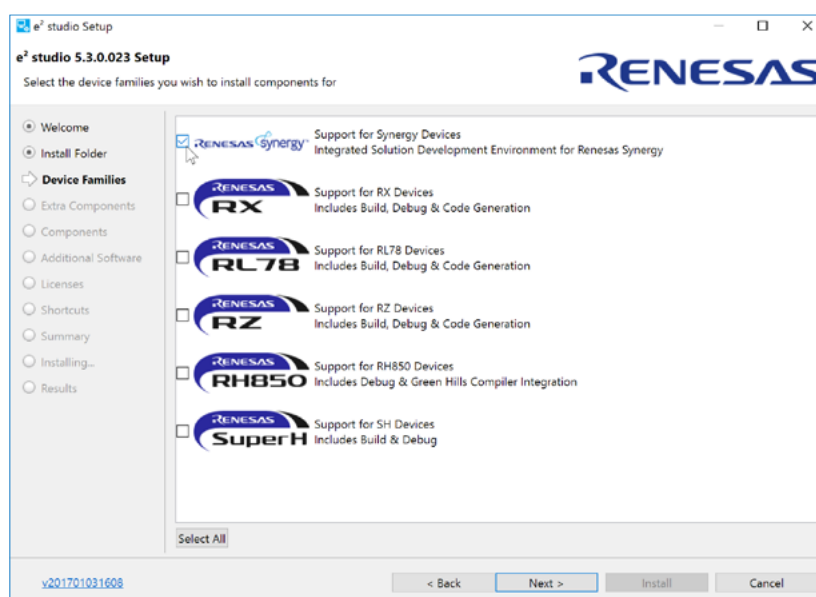 e² studio Setup
e² studio 5.3.0.023 Setup
Select the device families you wish to install components for
RENESAS
Welcome
Install Folder
Device Families
Extra Components
Components
Additional Software
Licenses
Shortcuts
Summary
Installing...
Results
RENESAS synergy™
Support for Synergy Devices
Integrated Solution Development Environment for Renesas Synergy
RENESAS
RX
Support for RX Devices
Includes Build, Debug & Code Generation
RENESAS
RL78
Support for RL78 Devices
Includes Build, Debug & Code Generation
RENESAS
RZ
Support for RZ Devices
Includes Build, Debug & Code Generation
RENESAS
RH850
Support for RH850 Devices
Includes Debug & Green Hills Compiler Integration
RENESAS
SuperH
Support for SH Devices
Includes Build & Debug
Select All
v201701031608
< Back
Next >
Install
Cancel